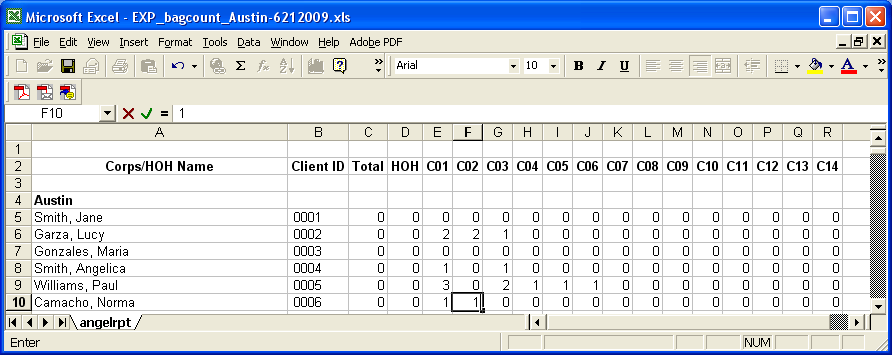 Microsoft Excel - EXP_bagcount_Austin-6212009.xls
File Edit View Insert Format Tools Data Window Help Adobe PDF
Σ fx » Arial 10 B I U »
F10 = 1
A B C D E F G H I J K L M N O P Q R
1
2 Corps/HOH Name Client ID Total HOH C01 C02 C03 C04 C05 C06 C07 C08 C09 C10 C11 C12 C13 C14
3
4 Austin
5 Smith, Jane 0001 0 0 0 0 0 0 0 0 0 0 0 0 0 0 0 0
6 Garza, Lucy 0002 0 0 2 2 1 0 0 0 0 0 0 0 0 0 0 0
7 Gonzales, Maria 0003 0 0 0 0 0 0 0 0 0 0 0 0 0 0 0 0
8 Smith, Angelica 0004 0 0 1 0 1 0 0 0 0 0 0 0 0 0 0 0
9 Williams, Paul 0005 0 0 3 0 2 1 1 1 0 0 0 0 0 0 0 0
10 Camacho, Norma 0006 0 0 1 1 0 0 0 0 0 0 0 0 0 0 0 0
angelrpt
Enter NUM